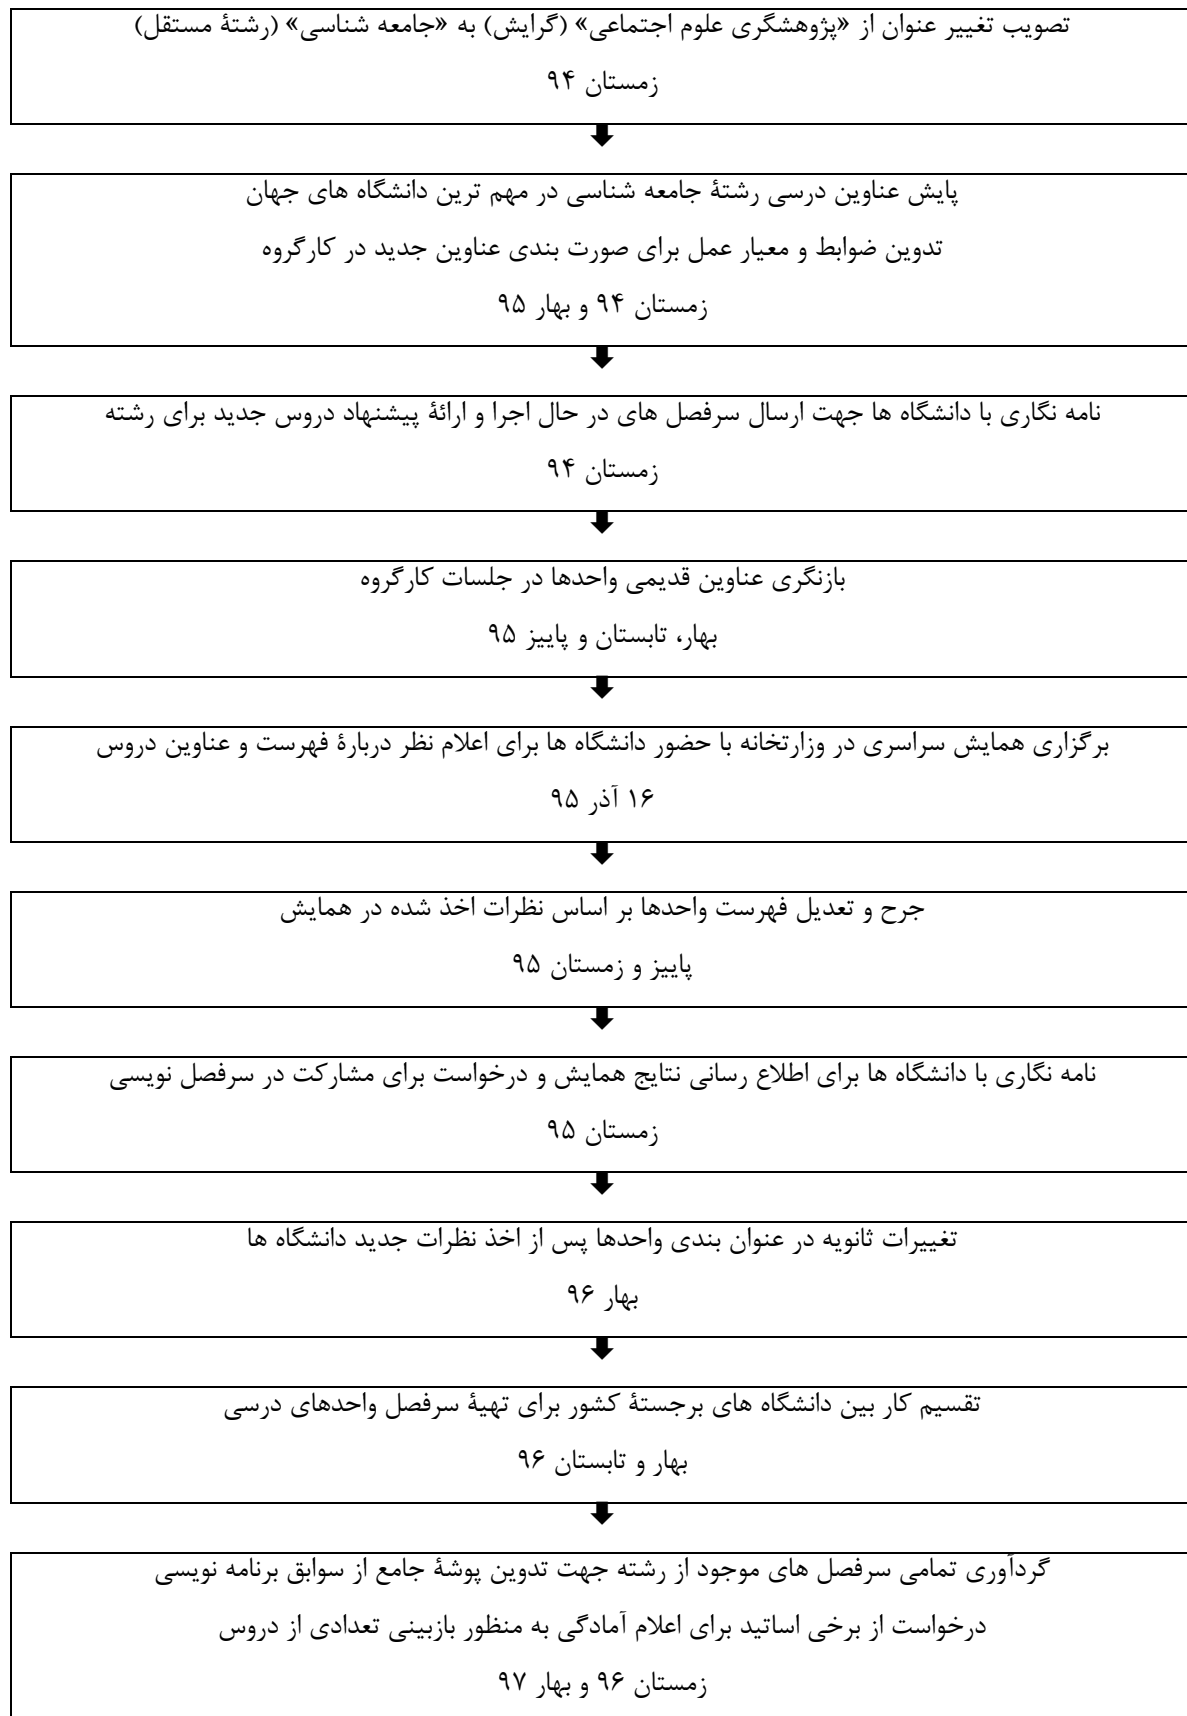 تصویب تغییر عنوان از «پژوهشگری علوم اجتماعی» (گرایش) به «جامعه شناسی» (رشتهٔ مستقل)
زمستان ۹۴
پایش عناوین درسی رشتهٔ جامعه شناسی در مهم ترین دانشگاه های جهان
تدوین ضوابط و معیار عمل برای صورت بندی عناوین جدید در کارگروه
زمستان ۹۴ و بهار ۹۵
نامه نگاری با دانشگاه ها جهت ارسال سرفصل های در حال اجرا و ارائهٔ پیشنهاد دروس جدید برای رشته
زمستان ۹۴
بازنگری عناوین قدیمی واحدها در جلسات کارگروه
بهار، تابستان و پاییز ۹۵
برگزاری همایش سراسری در وزارتخانه با حضور دانشگاه ها برای اعلام نظر دربارهٔ فهرست و عناوین دروس
۱۶ آذر ۹۵
جرح و تعدیل فهرست واحدها بر اساس نظرات اخذ شده در همایش
پاییز و زمستان ۹۵
نامه نگاری با دانشگاه ها برای اطلاع رسانی نتایج همایش و درخواست برای مشارکت در سرفصل نویسی
زمستان ۹۵
تغییرات ثانویه در عنوان بندی واحدها پس از اخذ نظرات جدید دانشگاه ها
بهار ۹۶
تقسیم کار بین دانشگاه های برجستهٔ کشور برای تهیهٔ سرفصل واحدهای درسی
بهار و تابستان ۹۶
گردآوری تمامی سرفصل های موجود از رشته جهت تدوین پوشهٔ جامع از سوابق برنامه نویسی
درخواست از برخی اساتید برای اعلام آمادگی به منظور بازبینی تعدادی از دروس
زمستان ۹۶ و بهار ۹۷